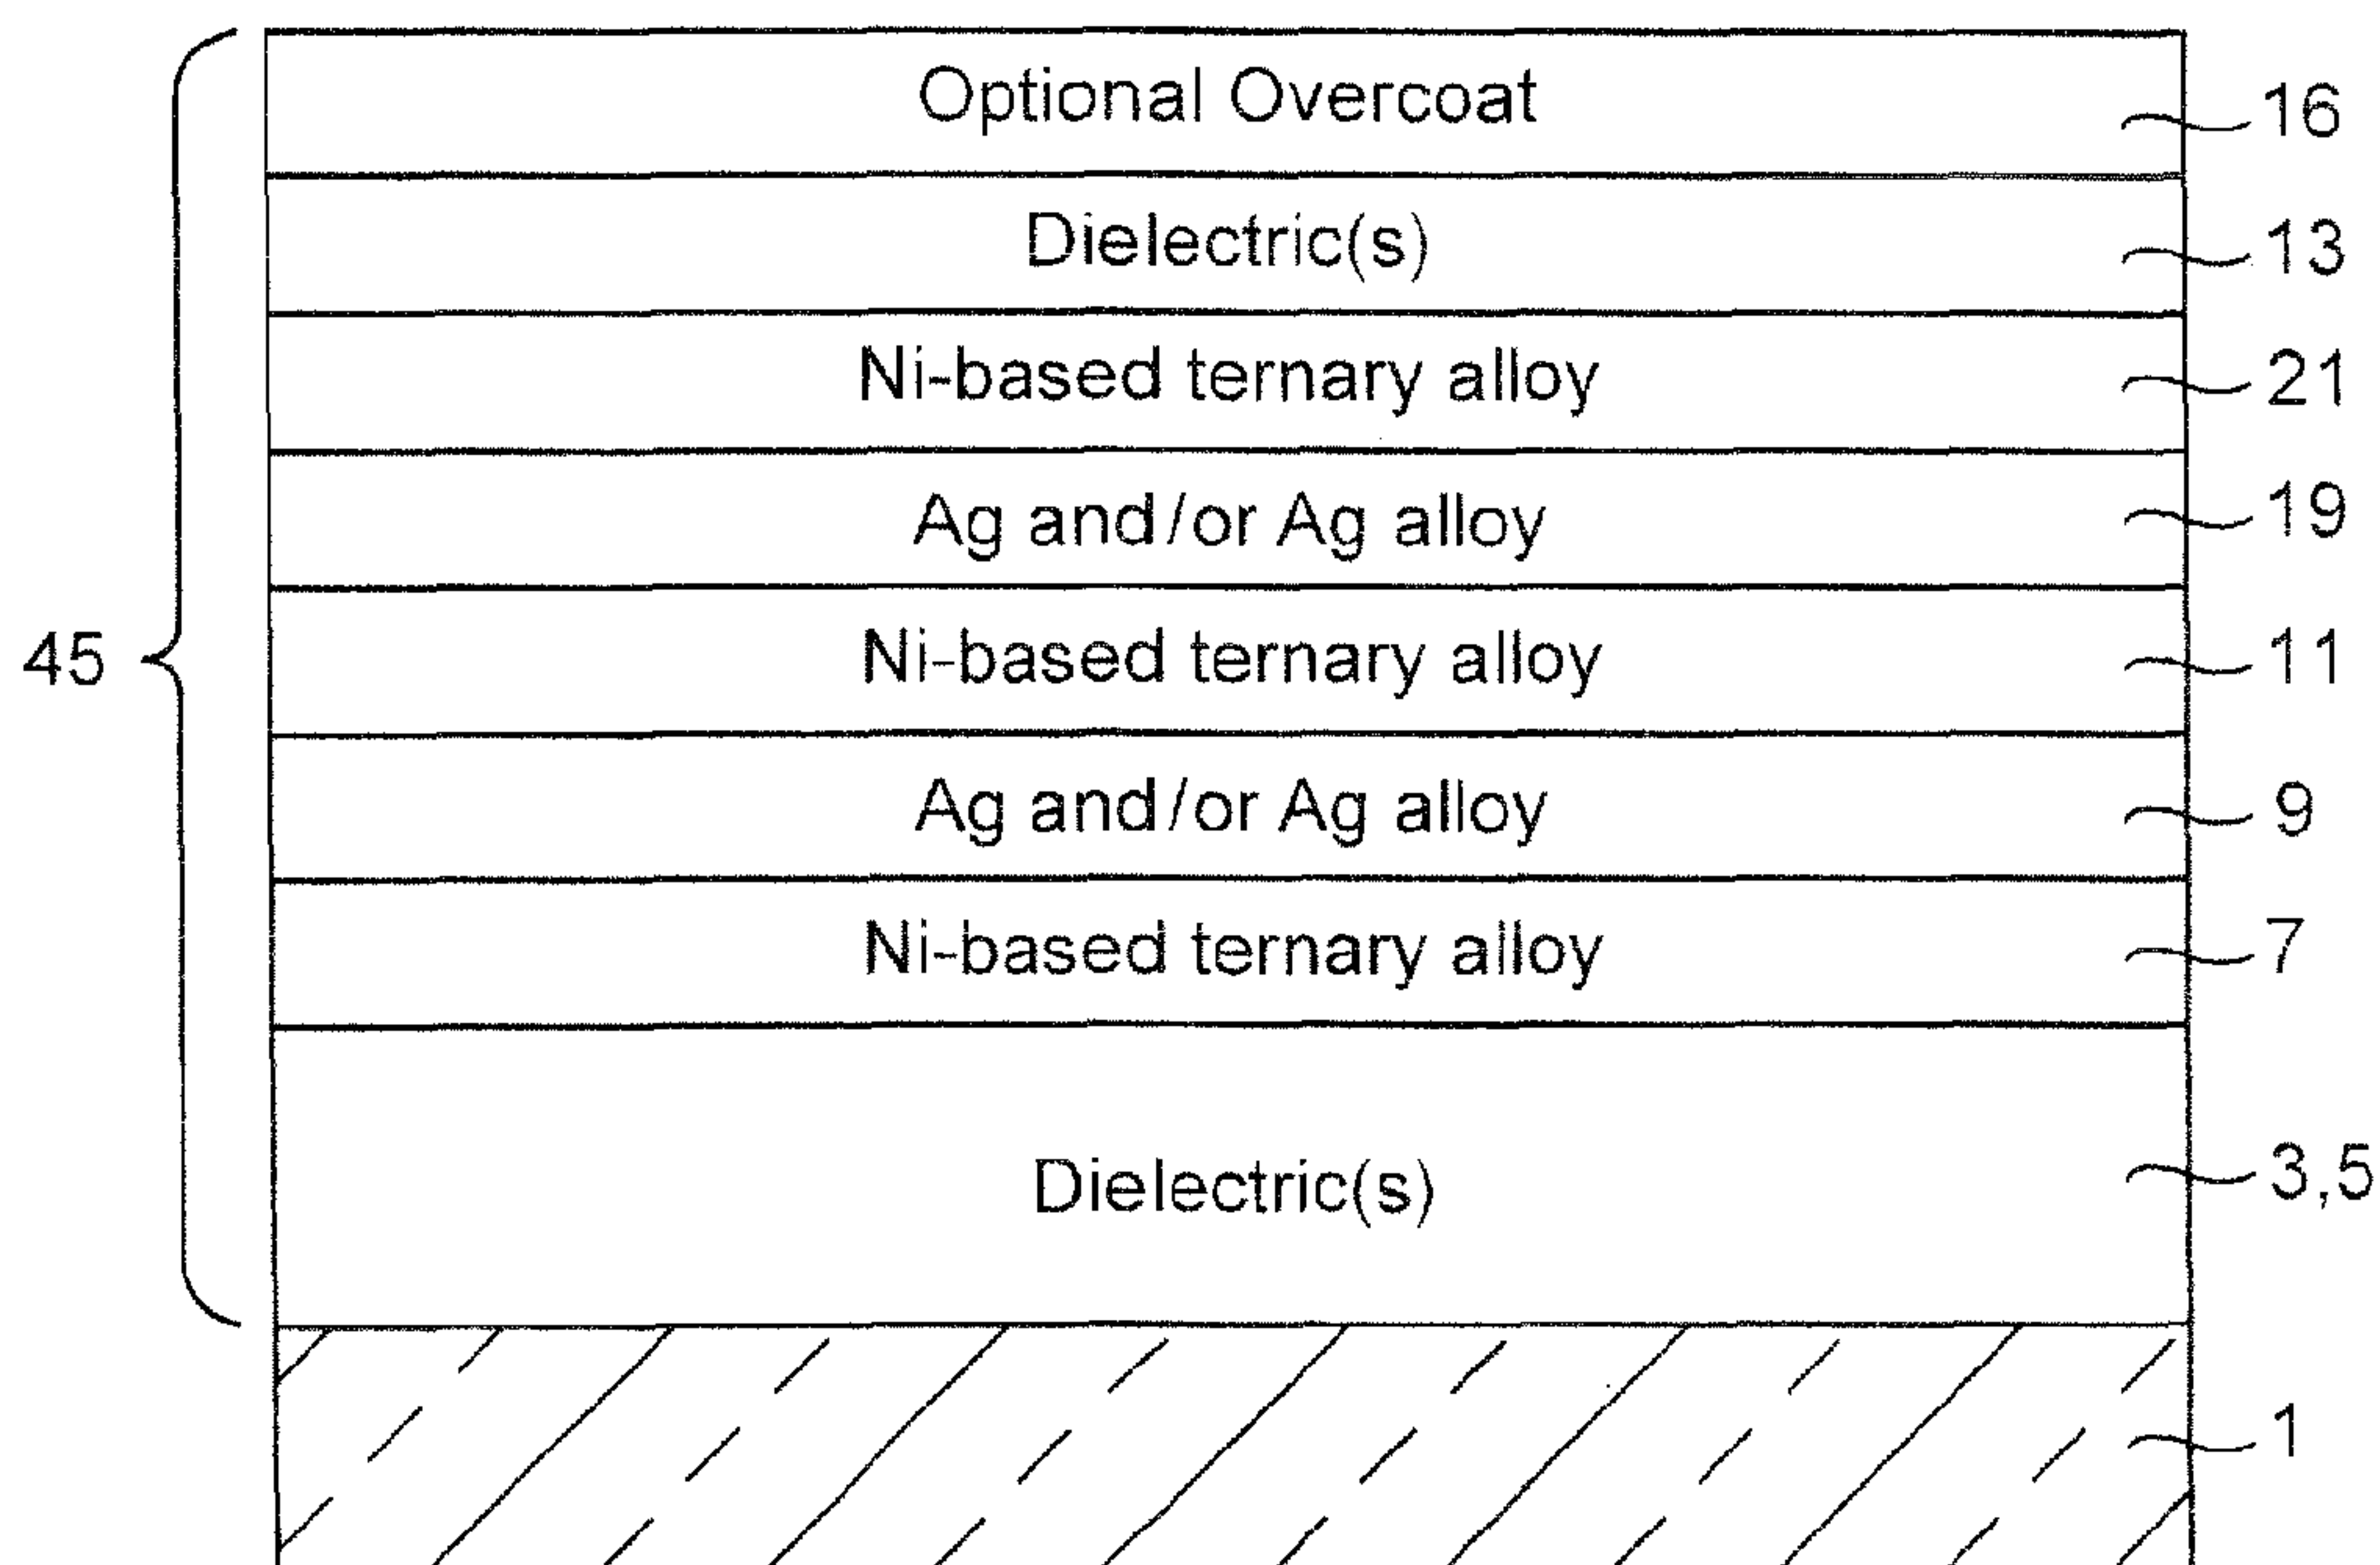 Optional Overcoat 16
Dielectric(s) 13
Ni-based ternary alloy 21
Ag and/or Ag alloy 19
45 Ni-based ternary alloy 11
Ag and/or Ag alloy 9
Ni-based ternary alloy 7
Dielectric(s) 3,5
1